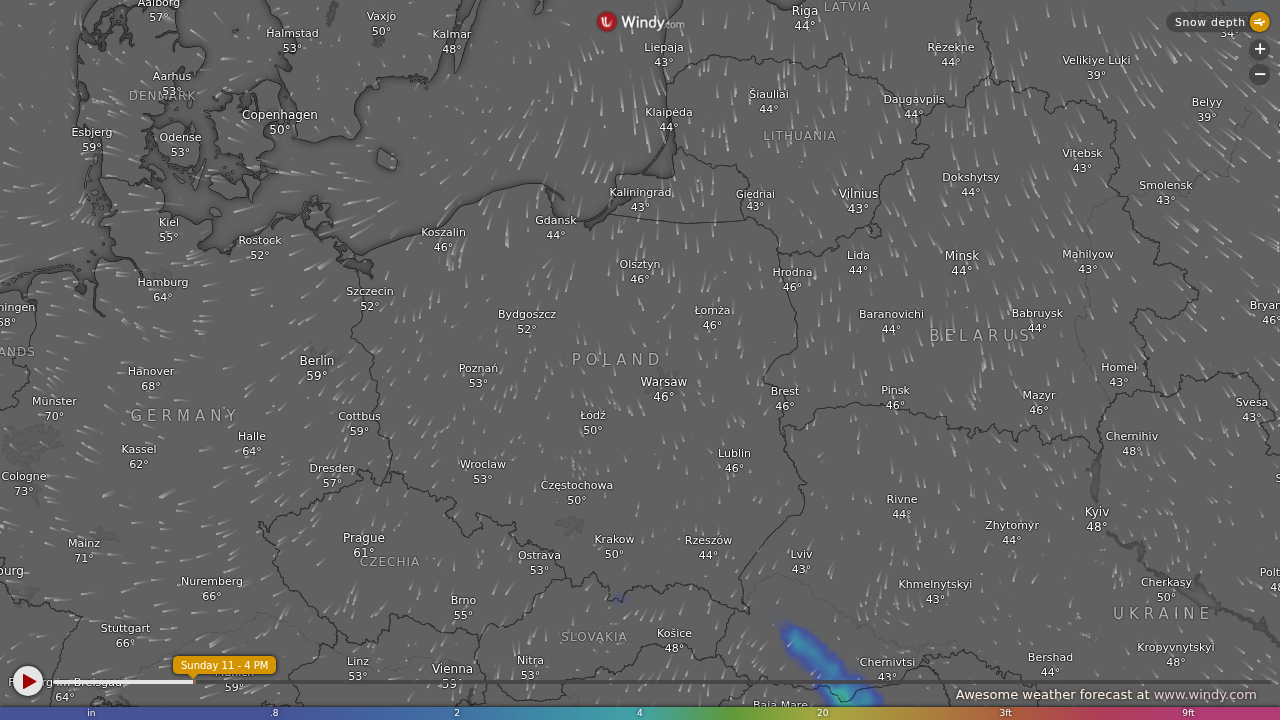 Aalborg
57°
Vaxjo
50°
Halmstad
53°
Kalmar
48°
Windy.com
Riga
44°
LATVIA
Snow depth
Liepaja
43°
Rēzekne
44°
Velikiye Luki
39°
+
−
Aarhus
53°
DENMARK
Copenhagen
50°
Šiauliai
44°
Klaipėda
44°
Daugavpils
44°
Belyy
39°
Esbjerg
59°
Odense
53°
LITHUANIA
Vitebsk
43°
Kaliningrad
43°
Giedriai
43°
Vilnius
43°
Dokshytsy
44°
Smolensk
43°
Kiel
55°
Rostock
52°
Koszalin
46°
Gdansk
44°
Olsztyn
46°
Hrodna
46°
Lida
44°
Minsk
44°
Mahilyow
43°
Hamburg
64°
Szczecin
52°
Bydgoszcz
52°
Łomża
46°
Baranovichi
44°
Babruysk
44°
BELARUS
POLAND
Hanover
68°
Berlin
59°
Poznań
53°
Warsaw
46°
Brest
46°
Pinsk
46°
Homel
43°
Münster
70°
GERMANY
Cottbus
59°
Łódź
50°
Mazyr
46°
Svesa
43°
Kassel
62°
Halle
64°
Chernihiv
48°
Cologne
73°
Dresden
57°
Wroclaw
53°
Lublin
46°
Częstochowa
50°
Rivne
44°
Kyiv
48°
Zhytomyr
44°
Mainz
71°
Prague
61°
CZECHIA
Ostrava
53°
Krakow
50°
Rzeszow
44°
Lviv
43°
Nuremberg
66°
Brno
55°
Khmelnytskyi
43°
Cherkasy
50°
UKRAINE
Stuttgart
66°
SLOVAKIA
Košice
48°
Kropyvnytskyi
48°
Sunday 11 - 4 PM
Linz
53°
Vienna
Nitra
53°
Chernivtsi
43°
Bershad
44°
64°
59°
Baia Mare
Awesome weather forecast at www.windy.com
in .8 2 4 20 3ft 9ft